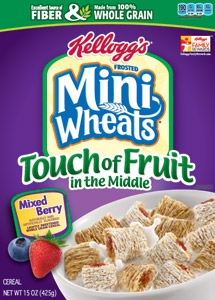 Excellent Source of
FIBER & Made from 100%
WHOLE GRAIN
Kellogg's
FROSTED
Mini
Wheats
Touch of Fruit
in the Middle
Mixed
Berry
CEREAL
NET WT 15 OZ (425g)